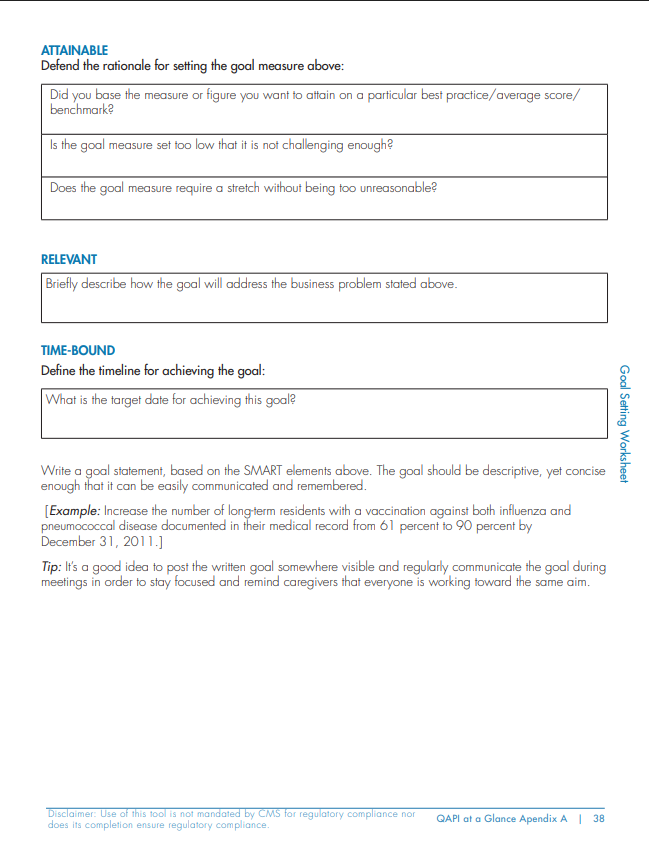 ATTAINABLE
Defend the rationale for setting the goal measure above:
Did you base the measure or figure you want to attain on a particular best practice/average score/
benchmark?
Is the goal measure set too low that it is not challenging enough?
Does the goal measure require a stretch without being too unreasonable?
RELEVANT
Briefly describe how the goal will address the business problem stated above.
TIME-BOUND
Define the timeline for achieving the goal:
What is the target date for achieving this goal?
Goal Setting Worksheet
Write a goal statement, based on the SMART elements above. The goal should be descriptive, yet concise
enough that it can be easily communicated and remembered.
[Example: Increase the number of long-term residents with a vaccination against both influenza and
pneumococcal disease documented in their medical record from 61 percent to 90 percent by
December 31, 2011.]
Tip: It's a good idea to post the written goal somewhere visible and regularly communicate the goal during
meetings in order to stay focused and remind caregivers that everyone is working toward the same aim.
Disclaimer: Use of this tool is not mandated by CMS for regulatory compliance nor
does its completion ensure regulatory compliance.
QAPI at a Glance Apendix A | 38